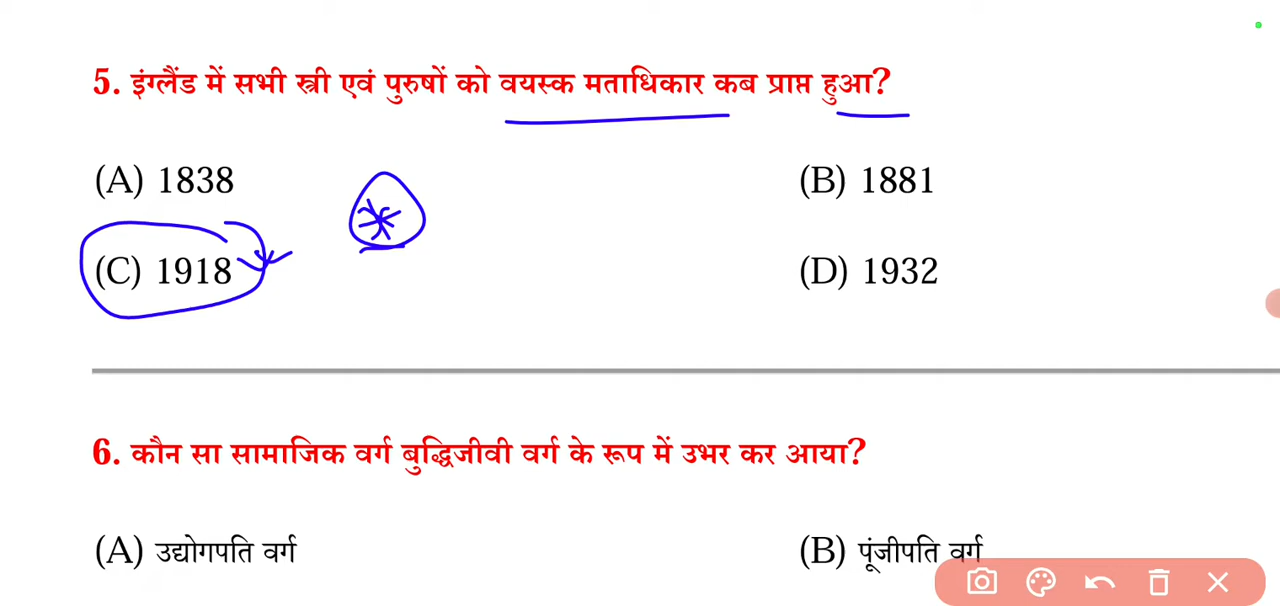 5. इंग्लैंड में सभी स्त्री एवं पुरुषों को वयस्क मताधिकार कब प्राप्त हुआ?
(A) 1838 (B) 1881
(C) 1918 (D) 1932
6. कौन सा सामाजिक वर्ग बुद्धिजीवी वर्ग के रूप में उभर कर आया?
(A) उद्योगपति वर्ग (B) पूंजीपति वर्ग